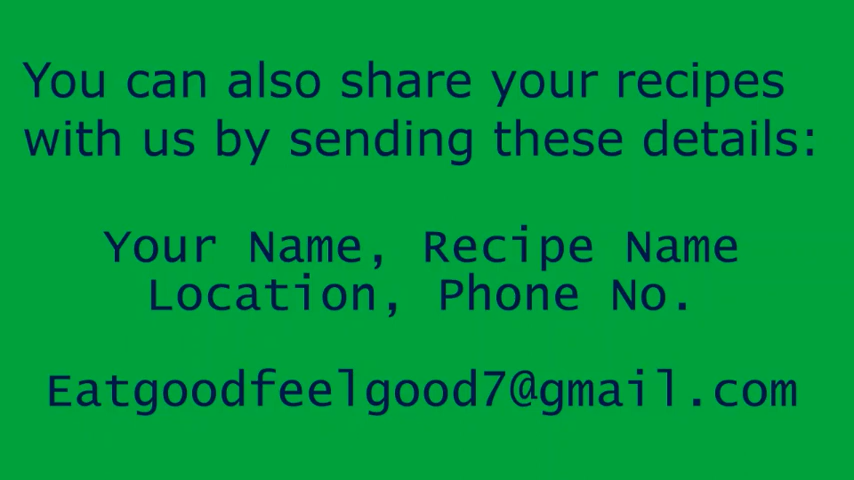 You can also share your recipes
with us by sending these details:
Your Name, Recipe Name
Location, Phone No.
Eatgoodfeelgood7@gmail.com